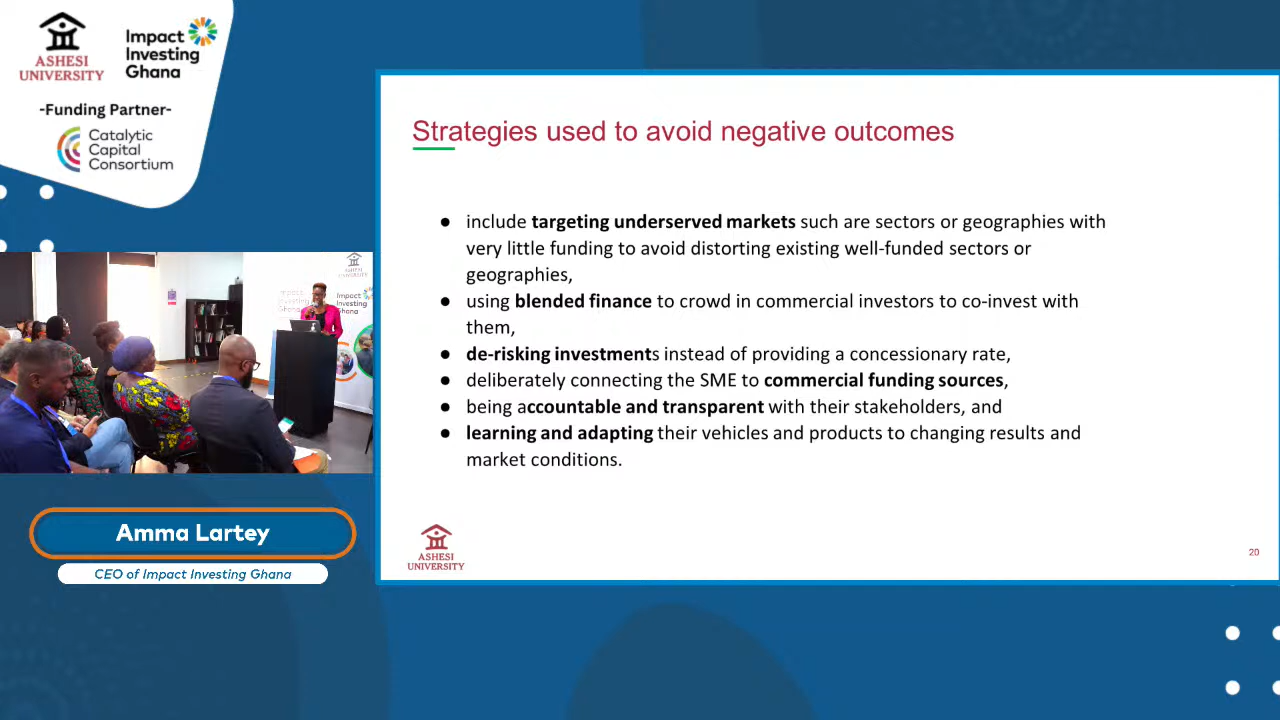 ASHESI
UNIVERSITY
Impact
Investing
Ghana
-Funding Partner-
Catalytic
Capital
Consortium
Strategies used to avoid negative outcomes
● include targeting underserved markets such are sectors or geographies with
very little funding to avoid distorting existing well-funded sectors or
geographies,
● using blended finance to crowd in commercial investors to co-invest with
them,
● de-risking investments instead of providing a concessionary rate,
● deliberately connecting the SME to commercial funding sources,
● being accountable and transparent with their stakeholders, and
● learning and adapting their vehicles and products to changing results and
market conditions.
ASHESI
UNIVERSITY
20
Impact
Investing
Ghana
Amma Lartey
CEO of Impact Investing Ghana